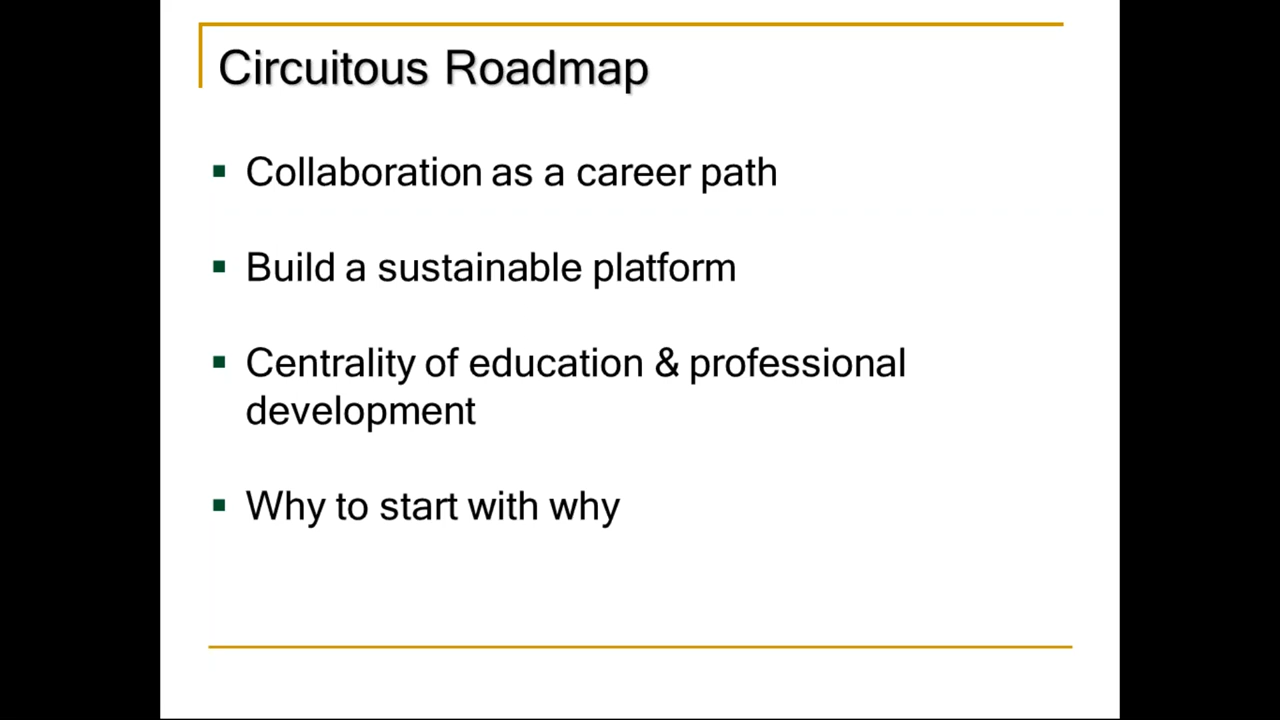 Circuitous Roadmap
▪ Collaboration as a career path
▪ Build a sustainable platform
▪ Centrality of education & professional
development
▪ Why to start with why